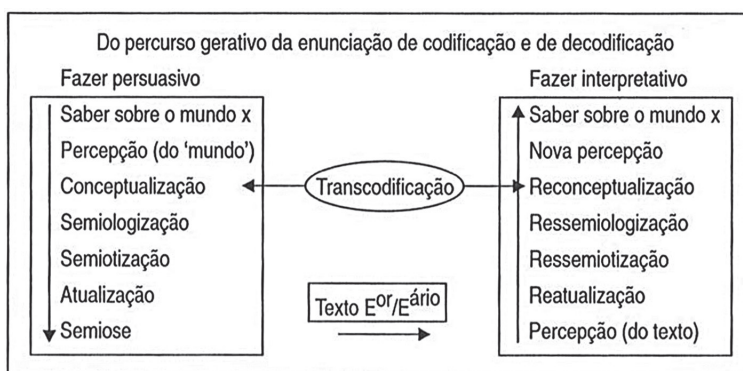 Do percurso gerativo da enunciação de codificação e de decodificação
Fazer persuasivo
Saber sobre o mundo x
Percepção (do ‘mundo’)
Conceptualização
Semiologização
Semiotização
Atualização
Semiose
Transcodificação
Texto Eor/Eário
Fazer interpretativo
Saber sobre o mundo x
Nova percepção
Reconceptualização
Ressemiologização
Ressemiotização
Reatualização
Percepção (do texto)